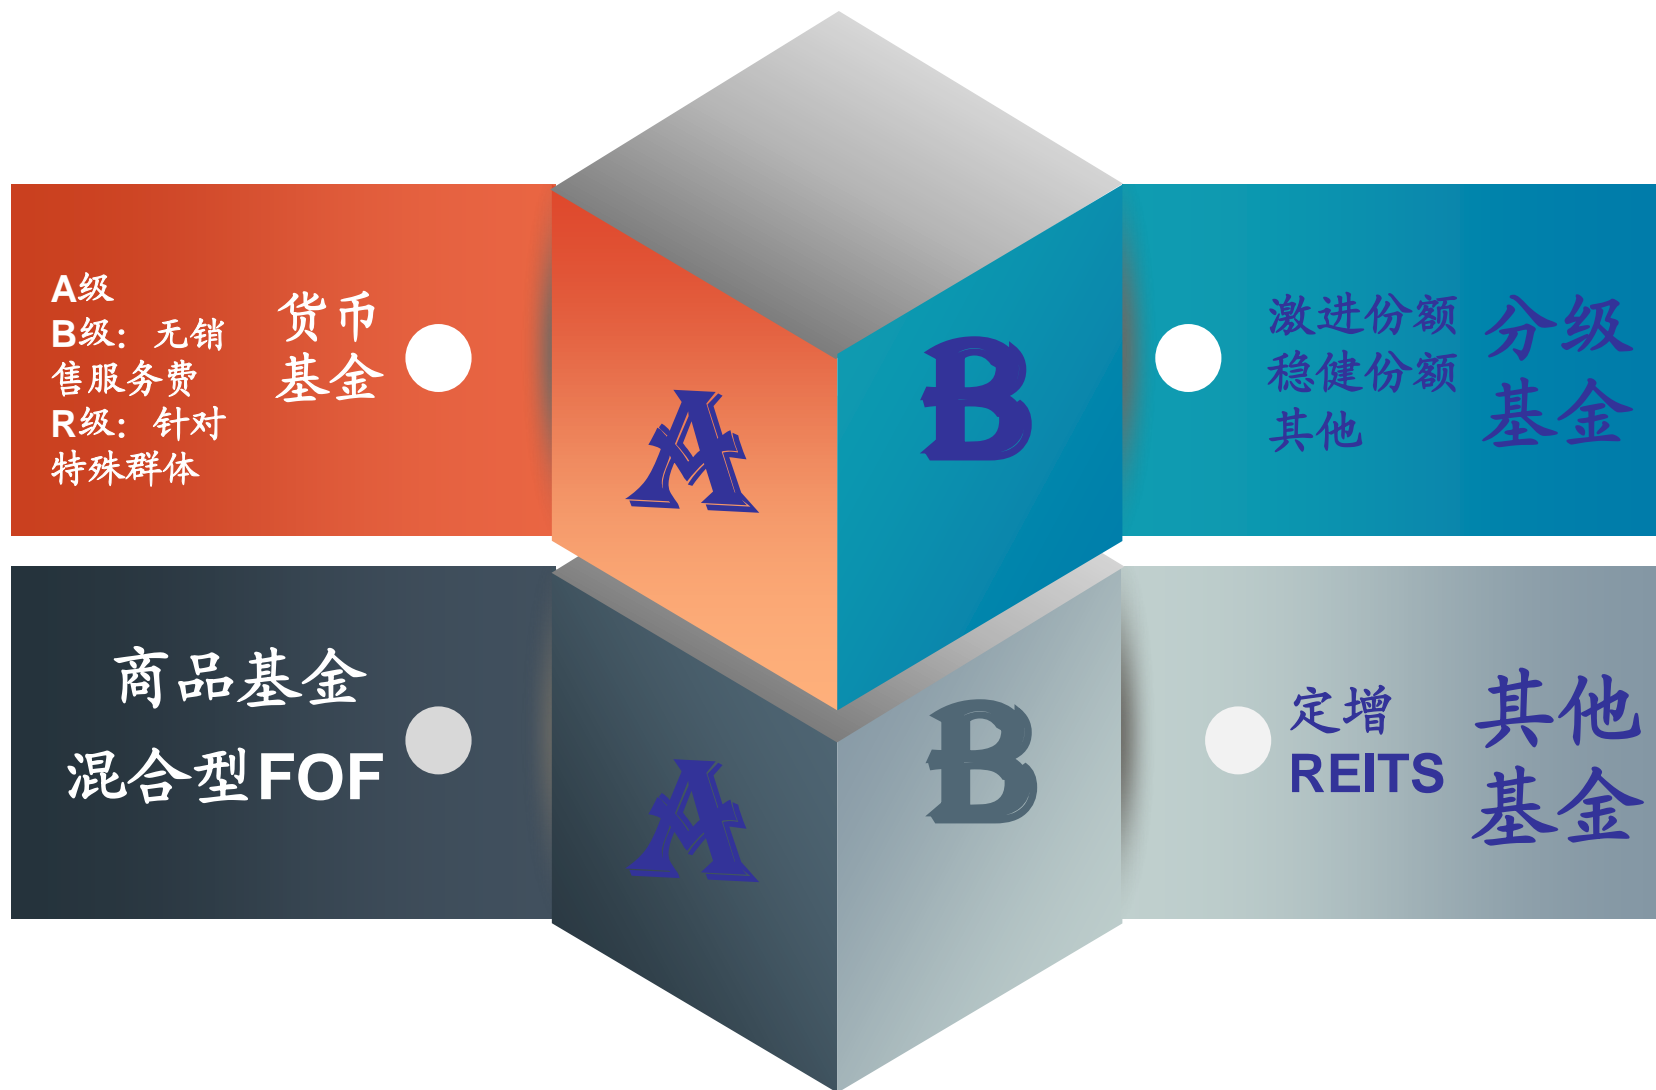 A级
B级：无销
售服务费
R级：针对
特殊群体
货币
基金
A
B
激进份额
稳健份额
其他
分级
基金
商品基金
混合型FOF
A
B
定增
REITS
其他
基金